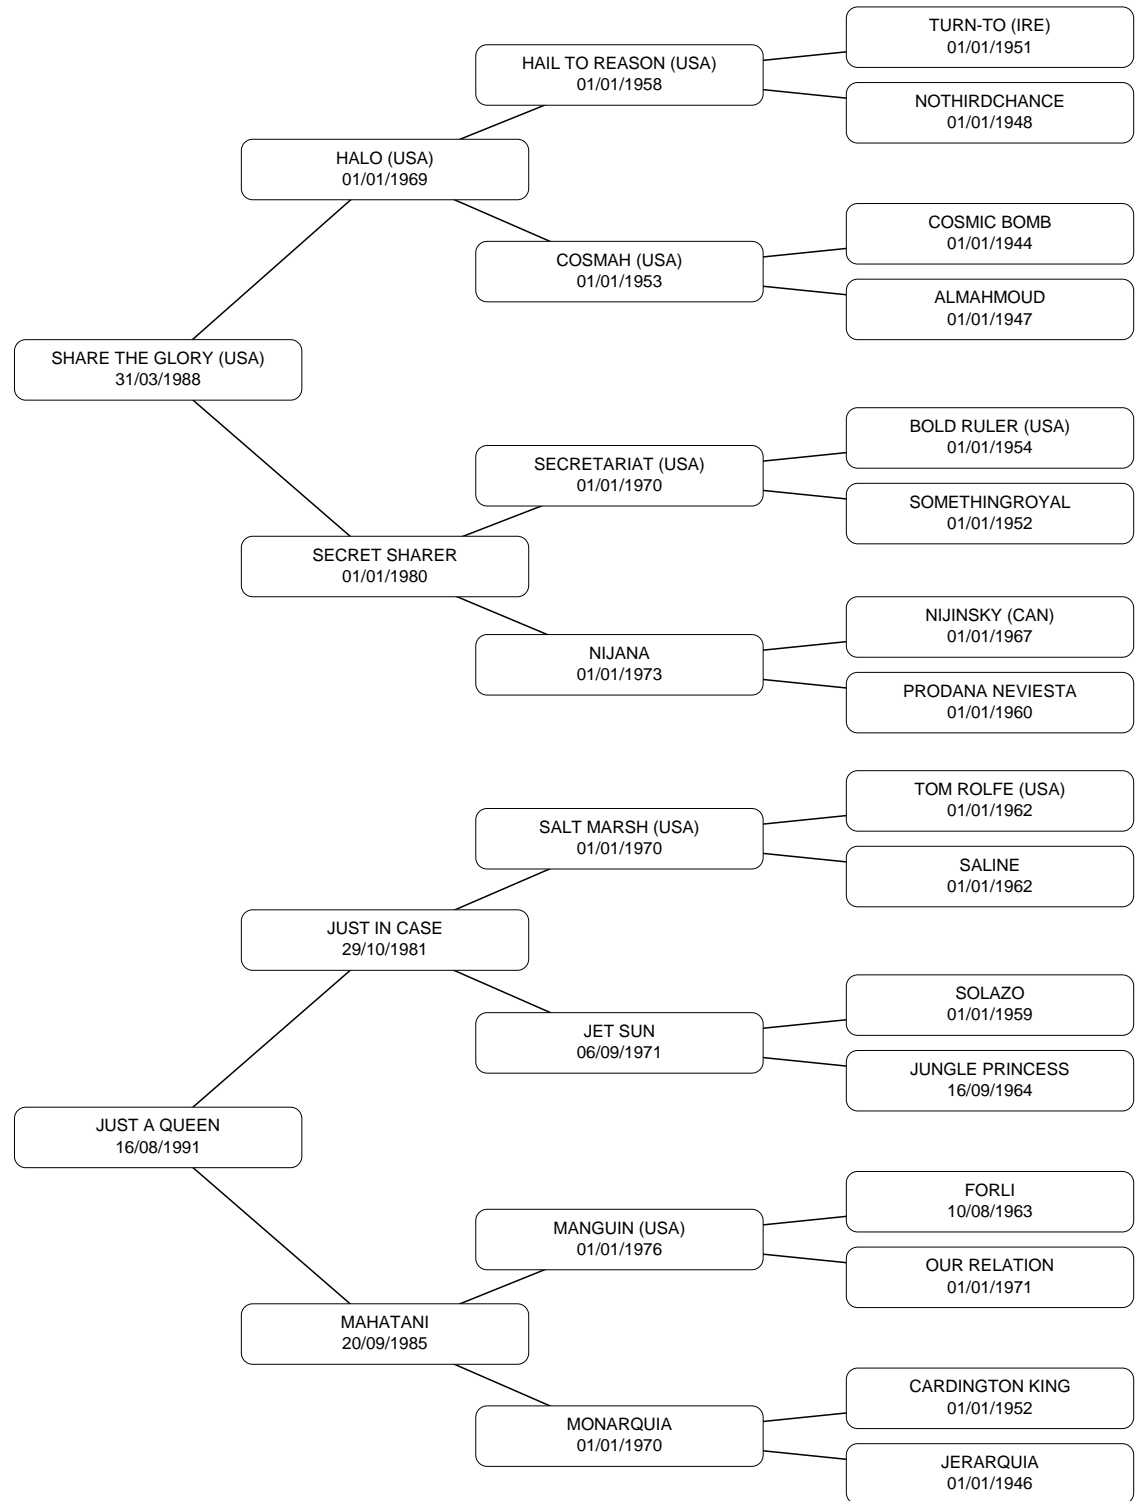 TURN-TO (IRE)
01/01/1951
HAIL TO REASON (USA)
01/01/1958
NOTHIRDCHANCE
01/01/1948
HALO (USA)
01/01/1969
COSMIC BOMB
01/01/1944
COSMAH (USA)
01/01/1953
ALMAHMOUD
01/01/1947
SHARE THE GLORY (USA)
31/03/1988
BOLD RULER (USA)
01/01/1954
SECRETARIAT (USA)
01/01/1970
SOMETHINGROYAL
01/01/1952
SECRET SHARER
01/01/1980
NIJINSKY (CAN)
01/01/1967
NIJANA
01/01/1973
PRODANA NEVIESTA
01/01/1960
TOM ROLFE (USA)
01/01/1962
SALT MARSH (USA)
01/01/1970
SALINE
01/01/1962
JUST IN CASE
29/10/1981
SOLAZO
01/01/1959
JET SUN
06/09/1971
JUNGLE PRINCESS
16/09/1964
JUST A QUEEN
16/08/1991
FORLI
10/08/1963
MANGUIN (USA)
01/01/1976
OUR RELATION
01/01/1971
MAHATANI
20/09/1985
CARDINGTON KING
01/01/1952
MONARQUIA
01/01/1970
JERARQUIA
01/01/1946